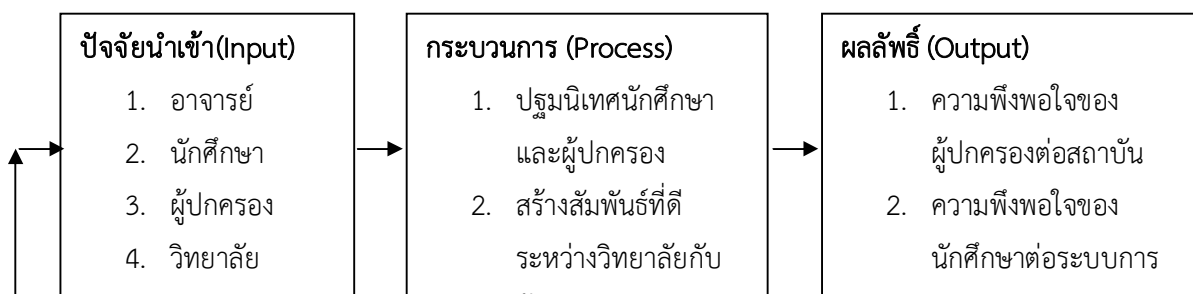 ปัจจัยนำเข้า(Input)
1. อาจารย์
2. นักศึกษา
3. ผู้ปกครอง
4. วิทยาลัย
กระบวนการ (Process)
1. ปฐมนิเทศนักศึกษา
และผู้ปกครอง
2. สร้างสัมพันธ์ที่ดี
ระหว่างวิทยาลัยกับ
ผลลัพธิ์ (Output)
1. ความพึงพอใจของ
ผู้ปกครองต่อสถาบัน
2. ความพึงพอใจของ
นักศึกษาต่อระบบการ